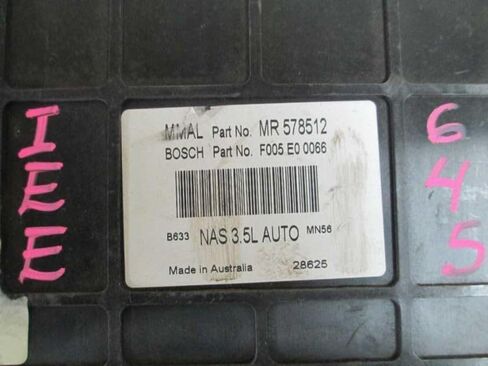 MMAL Part No. MR 578512
BOSCH Part No. F005 E0 0066
B633 NAS 3.5L AUTO MN56
Made in Australia 28625
IEE
645